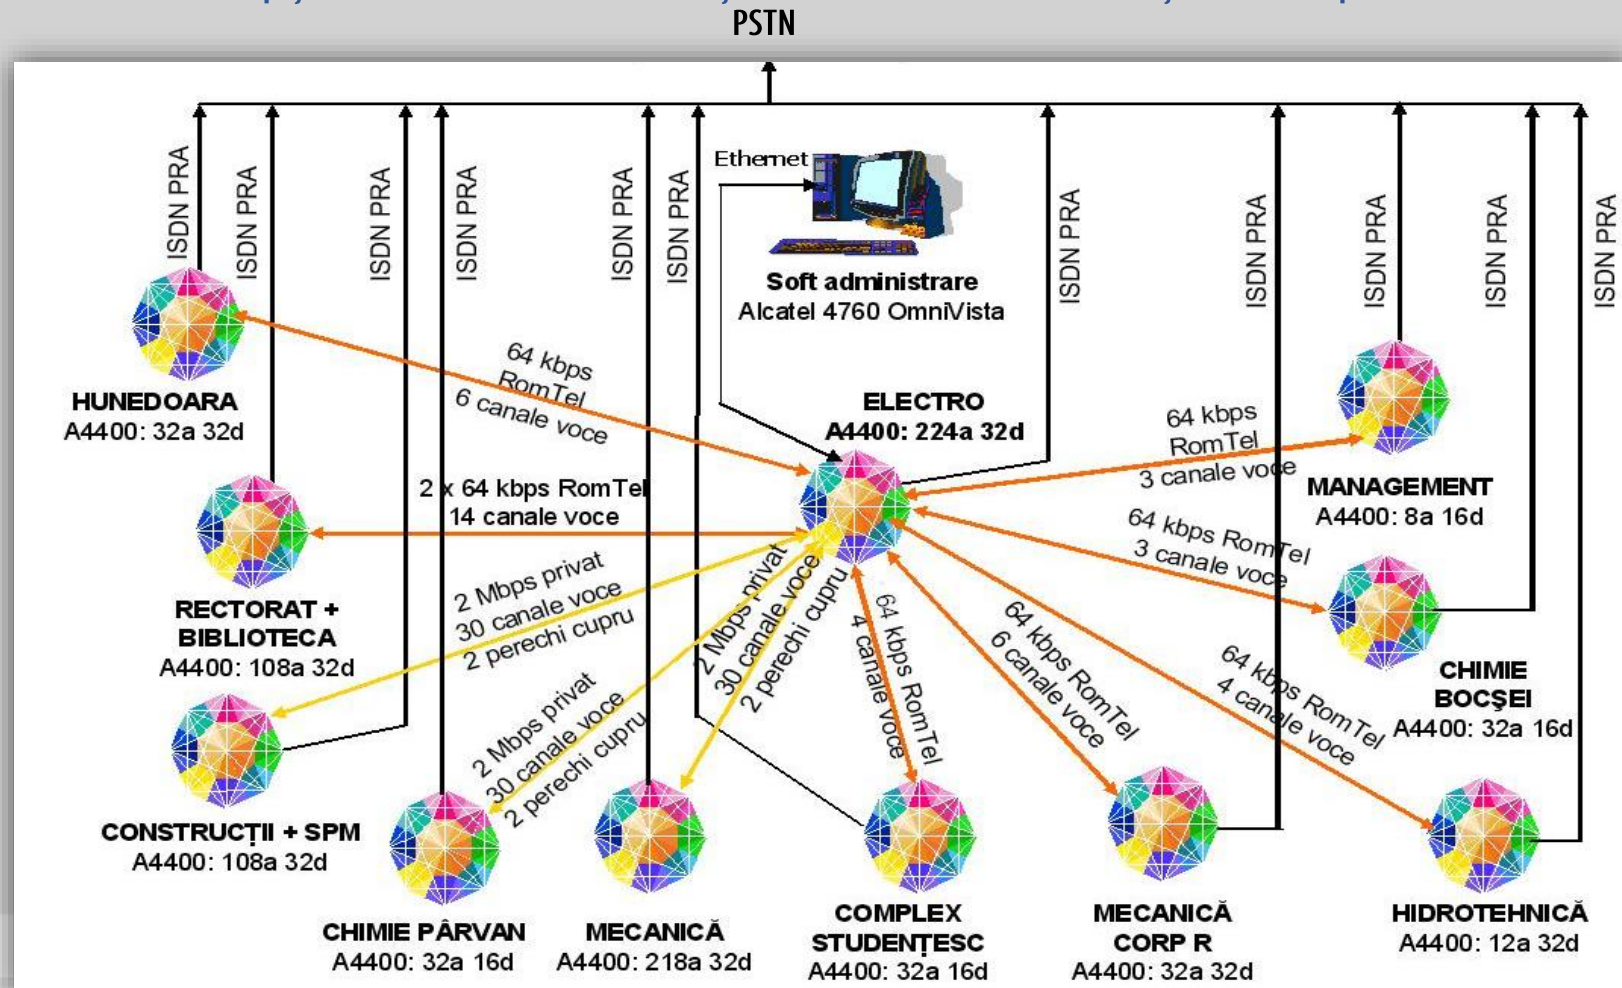 PSTN
ISDN PRA
ISDN PRA
ISDN PRA
ISDN PRA
ISDN PRA
ISDN PRA
ISDN PRA
ISDN PRA
ISDN PRA
ISDN PRA
ISDN PRA
Ethernet
Soft administrare
Alcatel 4760 OmniVista
HUNEDOARA
A4400: 32a 32d
64 kbps
RomTel
6 canale voce
ELECTRO
A4400: 224a 32d
64 kbps
RomTel
3 canale voce
MANAGEMENT
A4400: 8a 16d
2 x 64 kbps RomTel
14 canale voce
64 kbps RomTel
3 canale voce
RECTORAT +
BIBLIOTECA
A4400: 108a 32d
2 Mbps privat
30 canale voce
2 perechi cupru
2 Mbps privat
30 canale voce
2 perechi cupru
2 Mbps privat
30 canale voce
2 perechi cupru
64 kbps RomTel
4 canale voce
64 kbps RomTel
6 canale voce
64 kbps RomTel
4 canale voce
CHIMIE
BOCŞEI
A4400: 32a 16d
CONSTRUCȚII + SPM
A4400: 108a 32d
CHIMIE PÂRVAN
A4400: 32a 16d
MECANICĂ
A4400: 218a 32d
COMPLEX
STUDENȚESC
A4400: 32a 16d
MECANICĂ
CORP R
A4400: 32a 32d
HIDROTEHNICĂ
A4400: 12a 32d